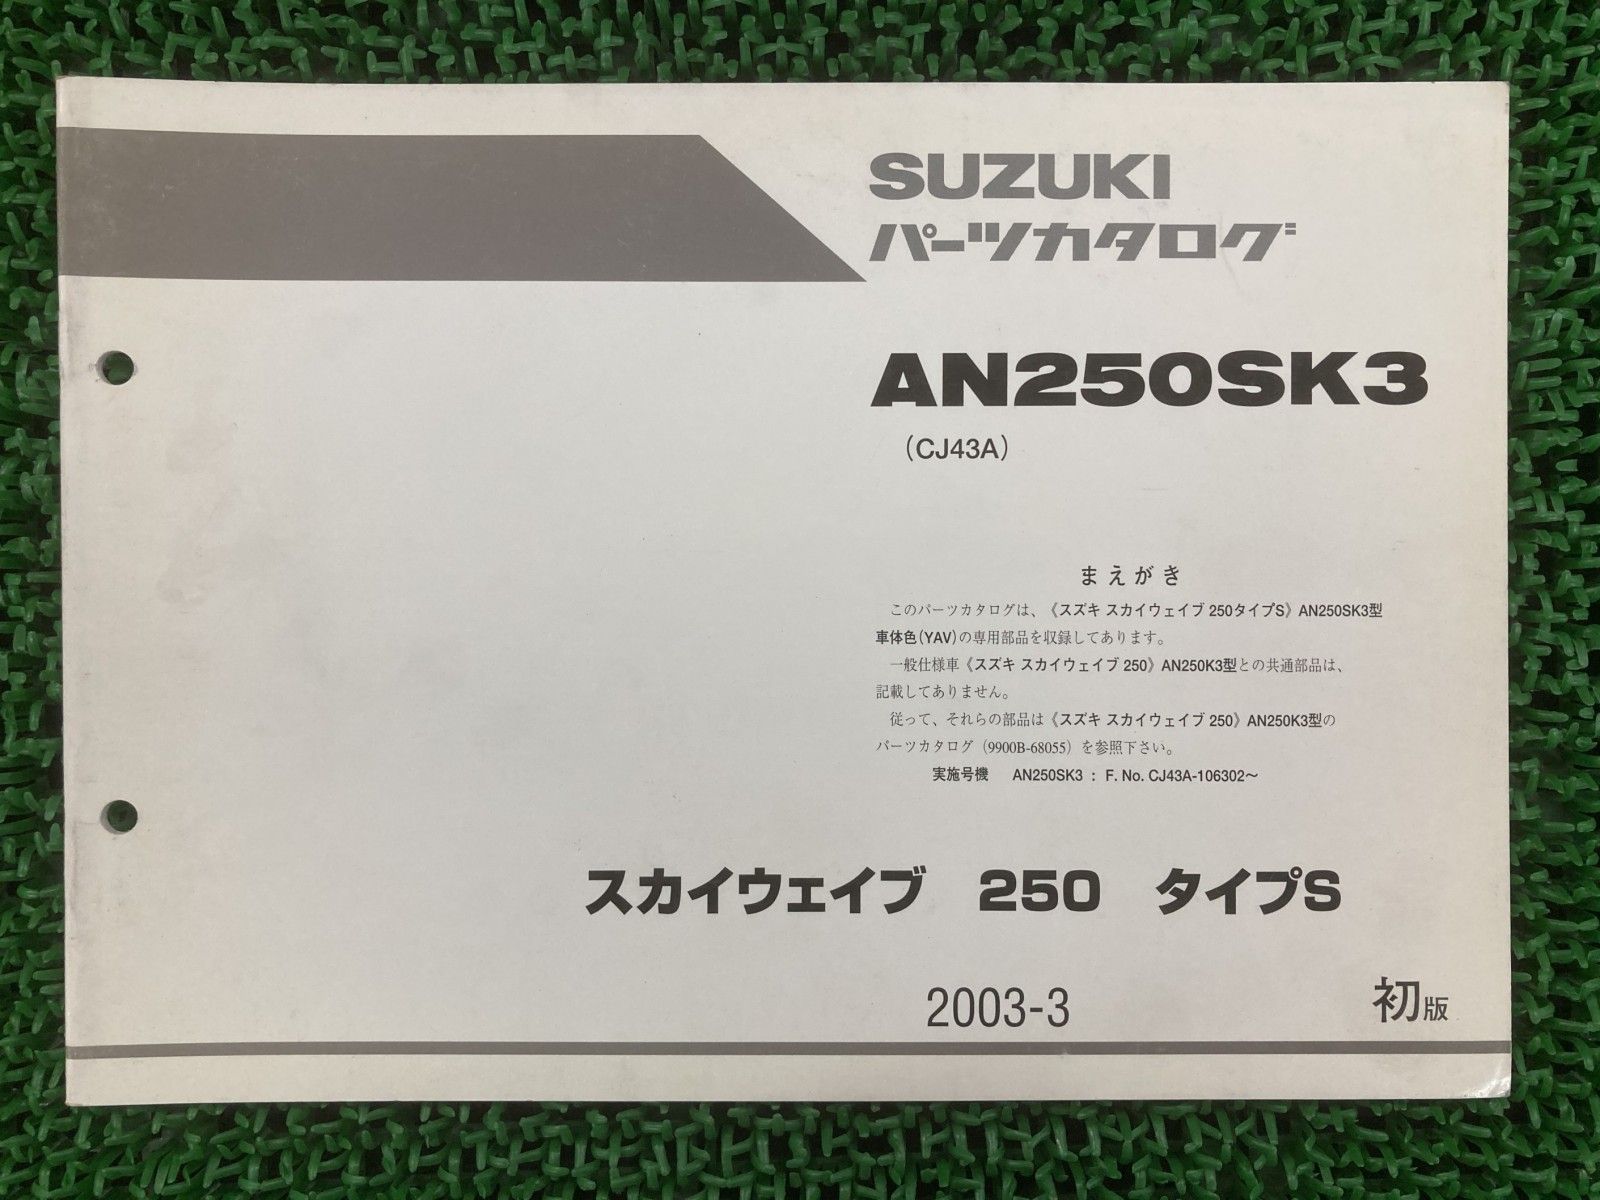 SUZUKI
パーツカタログ
AN250SK3
(CJ43A)
まえがき
このパーツカタログは、《スズキ スカイウェイブ 250タイプS》AN250SK3型
車体色(YAV)の専用部品を収録してあります。
一般仕様車《スズキ スカイウェイブ 250》AN250K3型との共通部品は、
記載してありません。
従って、それらの部品は《スズキ スカイウェイブ 250》AN250K3型の
パーツカタログ(9900B-68055)を参照下さい。
実施号機 AN250SK3 : F. No. CJ43A-106302〜
スカイウェイブ 250 タイプS
2003-3 初版